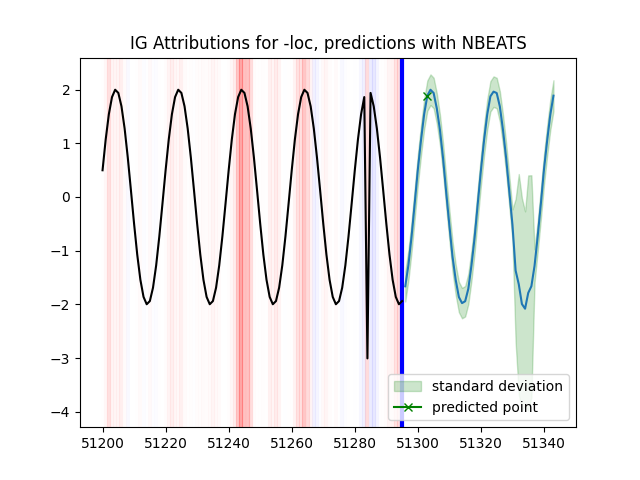 IG Attributions for -loc, predictions with NBEATS
2
1
0
−1
−2
−3
−4
standard deviation
predicted point
51200 51220 51240 51260 51280 51300 51320 51340